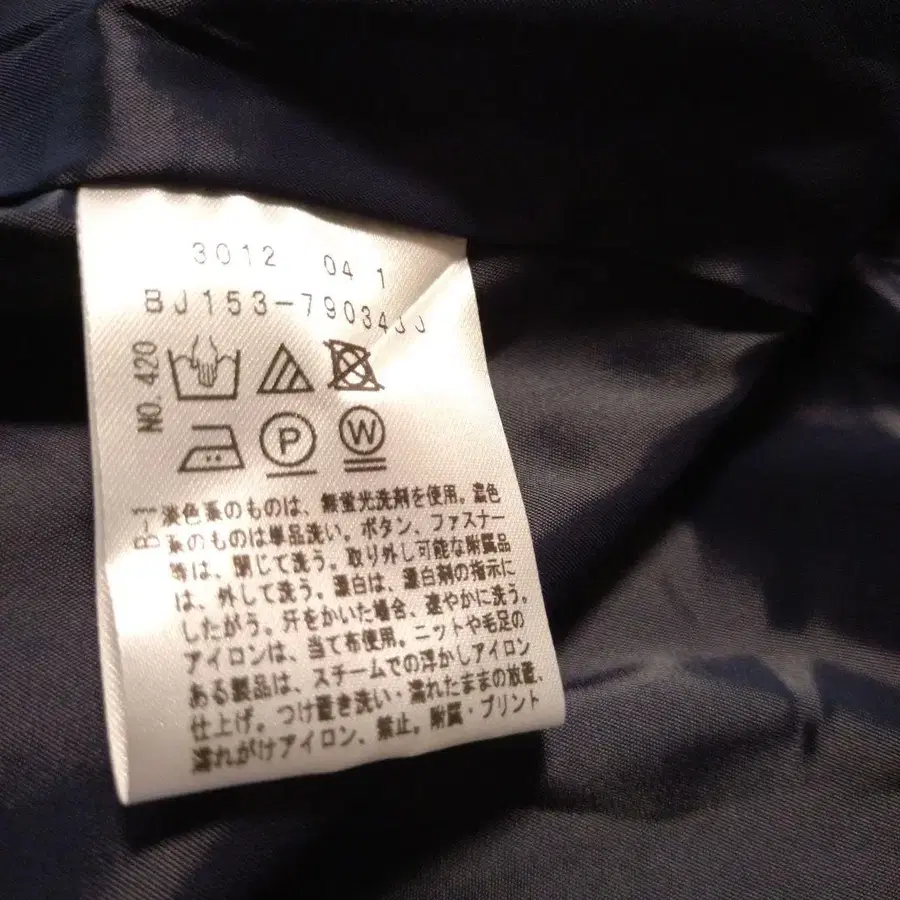 3012 04 1
BJ153-79034
NO. 420
P
W
B-1
淡色系のものは、無蛍光洗剤を使用。濃色
系のものは単品洗い。ボタン、ファスナー
等は、閉じて洗う。取り外し可能な附属品
は、外して洗う。漂白は、漂白剤の指示に
したがう。汗をかいた場合、速やかに洗う。
アイロンは、当て布使用。ニットや毛足の
ある製品は、スチームでの浮かしアイロン
仕上げ。つけ置き洗い・濡れたままの放置、
濡れがけアイロン、禁止。附属・プリント